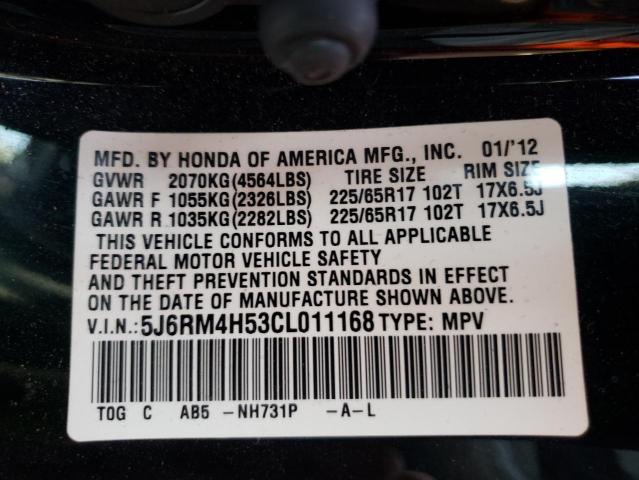 MFD. BY HONDA OF AMERICA MFG., INC. 01/'12
GVWR 2070KG(4564LBS) TIRE SIZE RIM SIZE
GAWR F 1055KG(2326LBS) 225/65R17 102T 17X6.5J
GAWR R 1035KG(2282LBS) 225/65R17 102T 17X6.5J
THIS VEHICLE CONFORMS TO ALL APPLICABLE
FEDERAL MOTOR VEHICLE SAFETY
AND THEFT PREVENTION STANDARDS IN EFFECT
ON THE DATE OF MANUFACTURE SHOWN ABOVE.
V.I.N.:5J6RM4H53CL011168 TYPE: MPV
TOG C AB5 -NH731P -A-L